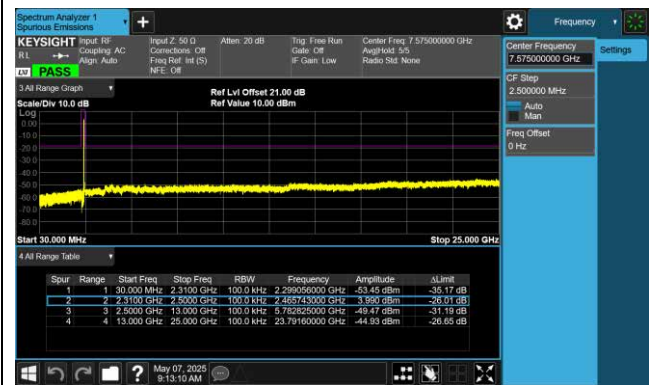 Spectrum Analyzer 1
Spurious Emissions
Frequency
KEYSIGHT Input: RF Input Z: 50 Ω Atten: 20 dB Trig: Free Run Center Freq: 7.575000000 GHz
RL Coupling: AC Corrections: Off Gate: Off Avg|Hold: 5/5
Align: Auto Freq Ref: Int (S) IF Gain: Low Radio Std: None
LXI PASS NFE: Off
Center Frequency
7.575000000 GHz
Settings
CF Step
2.500000 MHz
Auto
Man
Freq Offset
0 Hz
3 All Range Graph
Ref Lvl Offset 21.00 dB
Scale/Div 10.0 dB Ref Value 10.00 dBm
Log
0.00
-10.0
-20.0
-30.0
-40.0
-50.0
-60.0
-70.0
-80.0
Start 30.000 MHz Stop 25.000 GHz
4 All Range Table
Spur Range Start Freq Stop Freq RBW Frequency Amplitude ΔLimit
1 1 30.000 MHz 2.3100 GHz 100.0 kHz 2.299056000 GHz -53.45 dBm -35.17 dB
2 2 2.3100 GHz 2.5000 GHz 100.0 kHz 2.465743000 GHz 3.990 dBm -26.01 dB
3 3 2.5000 GHz 13.000 GHz 100.0 kHz 5.782825000 GHz -49.47 dBm -31.19 dB
4 4 13.000 GHz 25.000 GHz 100.0 kHz 23.79160000 GHz -44.93 dBm -26.65 dB
May 07, 2025
9:13:10 AM